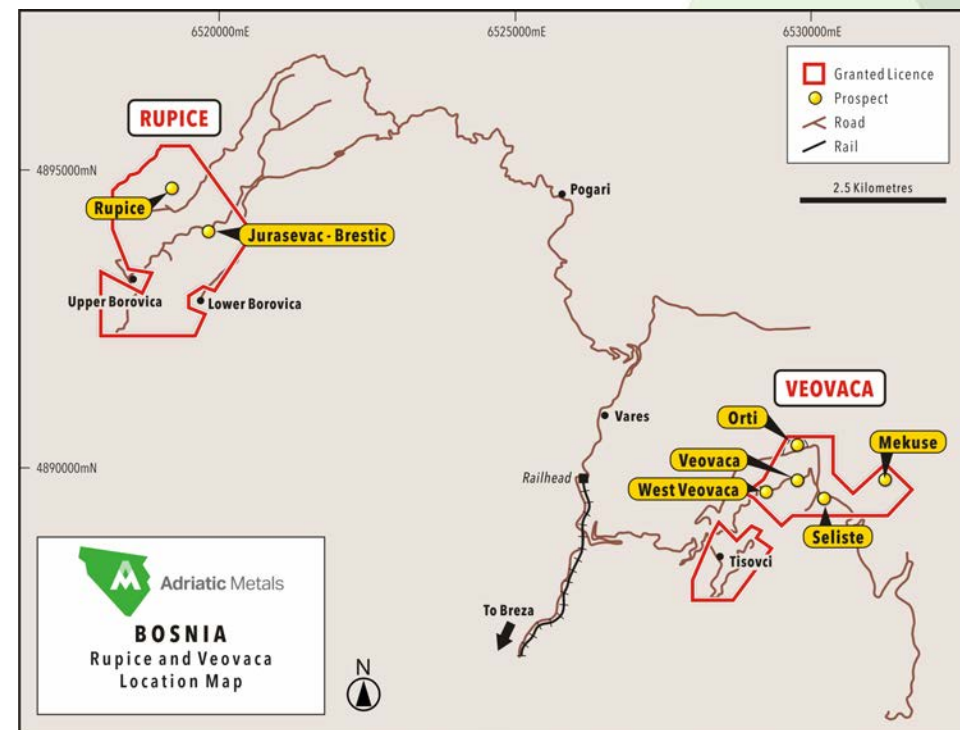 6520000mE
6525000mE
6530000mE
Granted Licence
Prospect
Road
Rail
2.5 Kilometres
RUPICE
4895000mN
Rupice
Pogari
Jurasevac - Brestic
Upper Borovica
Lower Borovica
VEOVACA
Vares
Orti
Mekuse
Veovaca
4890000mN
Railhead
West Veovaca
Seliste
Tisovci
To Breza
Adriatic Metals
BOSNIA
Rupice and Veovaca
Location Map
N